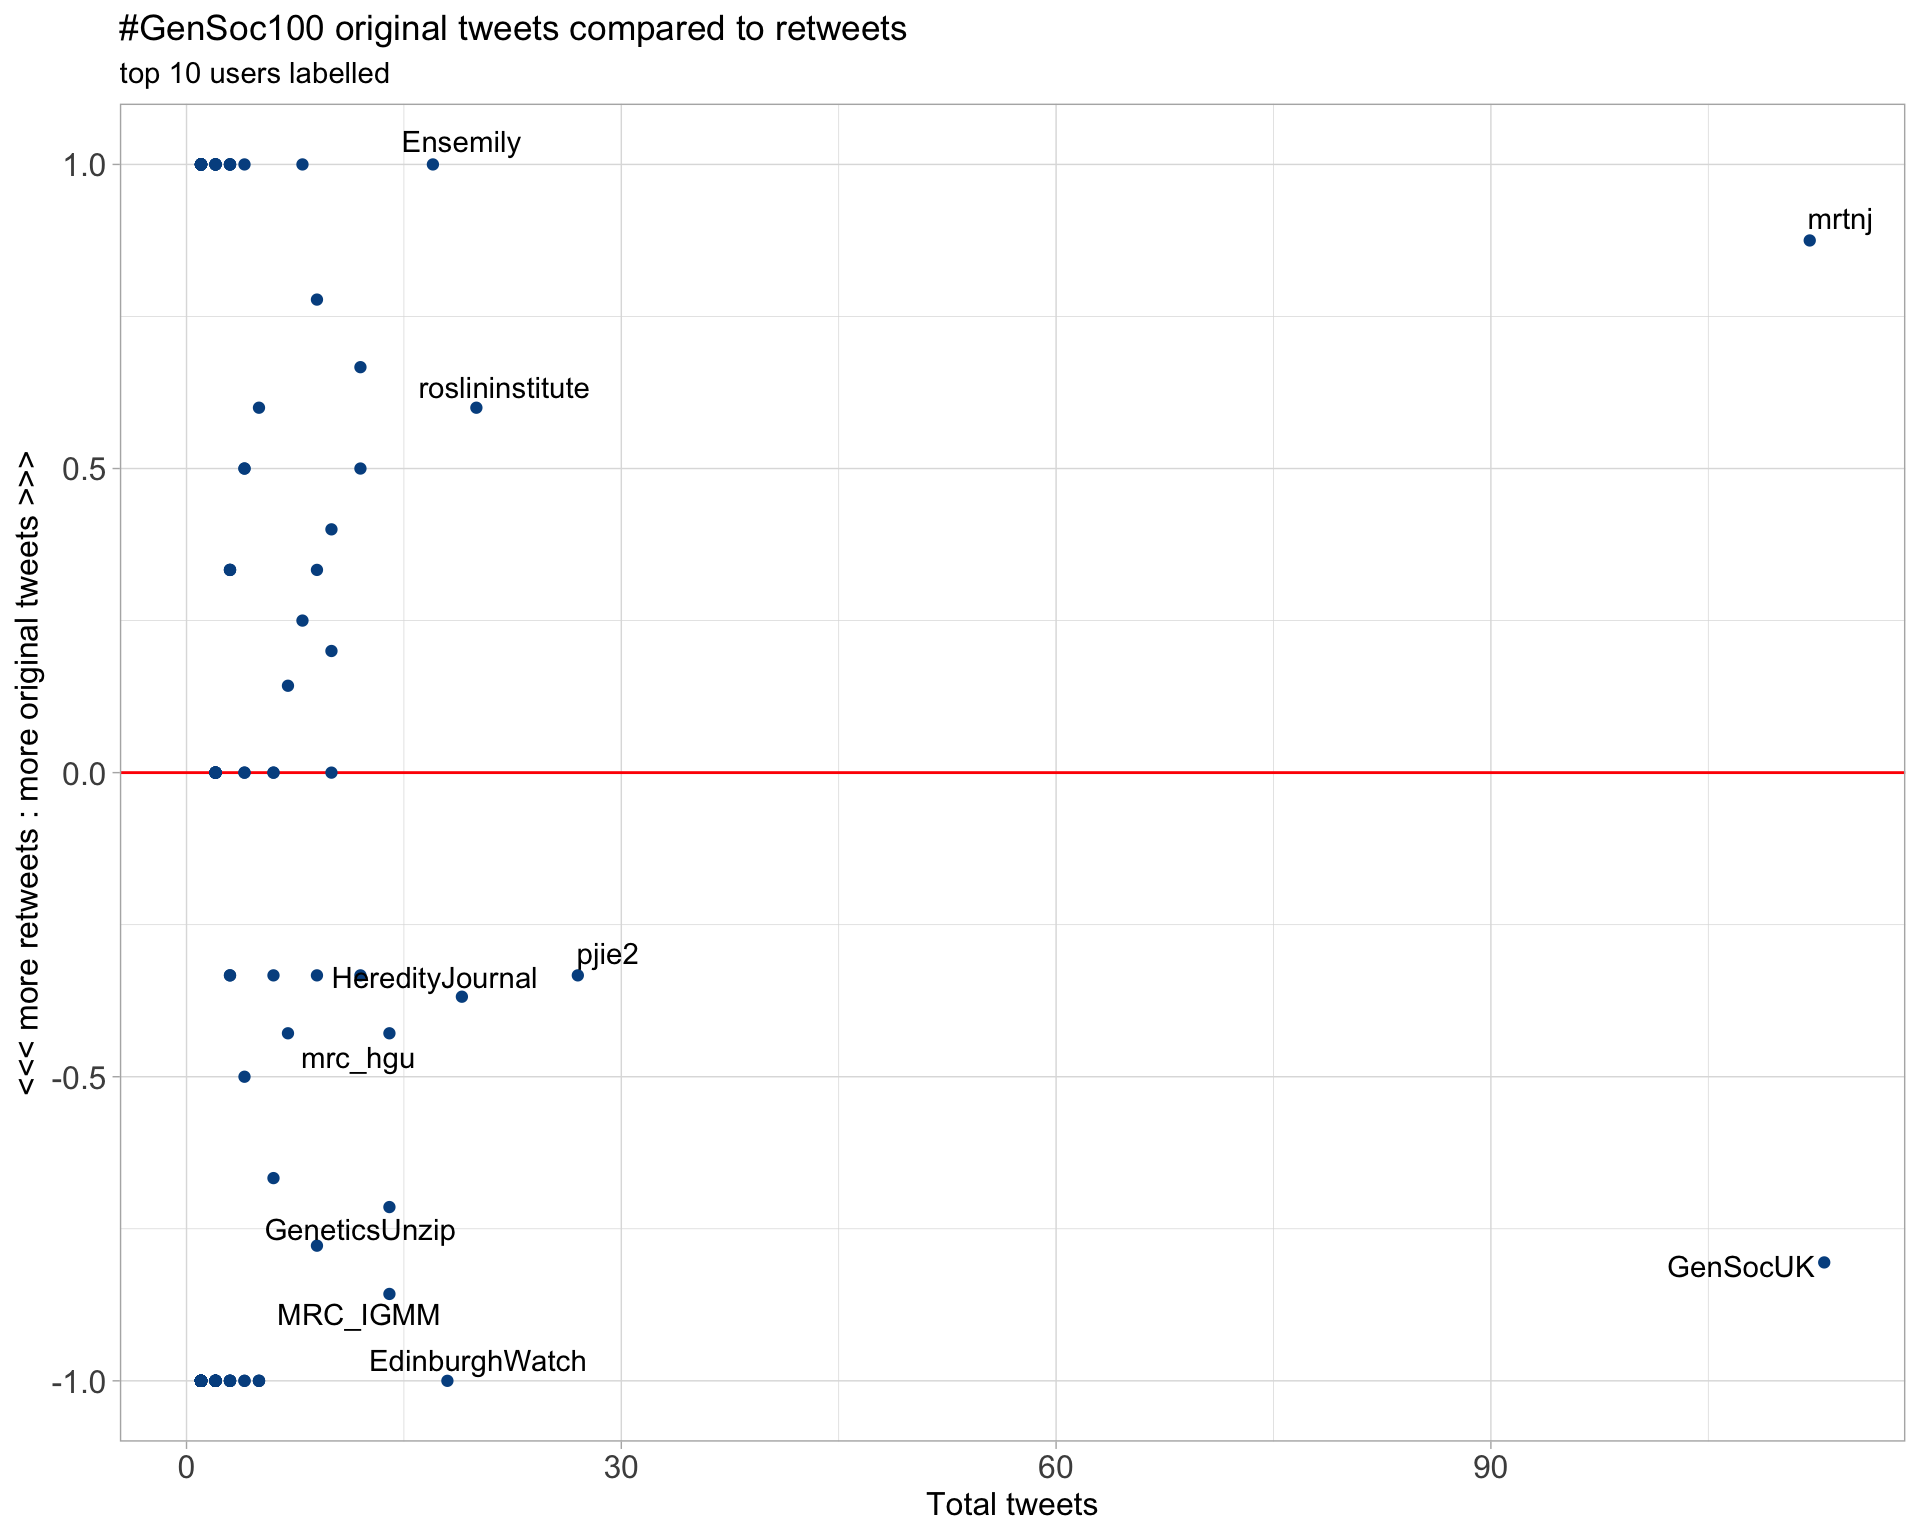 #GenSoc100 original tweets compared to retweets
top 10 users labelled
<<< more retweets : more original tweets >>>
1.0
0.5
0.0
-0.5
-1.0
Ensemily
mrtnj
roslininstitute
pjie2
HeredityJournal
mrc_hgu
GeneticsUnzip
GenSocUK
MRC_IGMM
EdinburghWatch
0 30 60 90
Total tweets